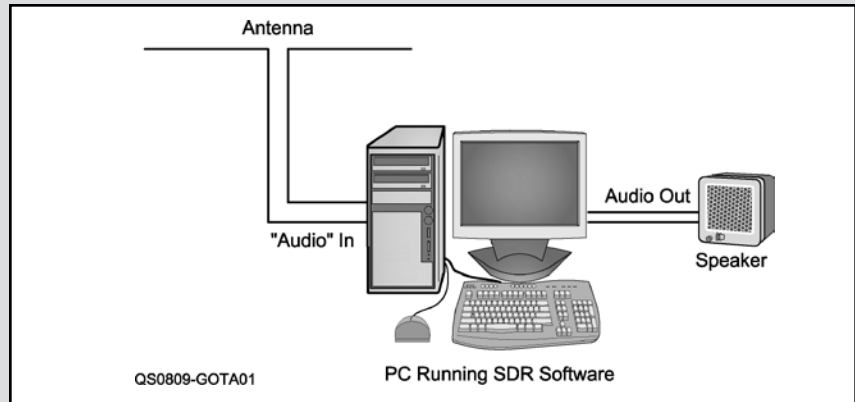 Antenna
Audio Out
"Audio" In
Speaker
QS0809-GOTA01
PC Running SDR Software